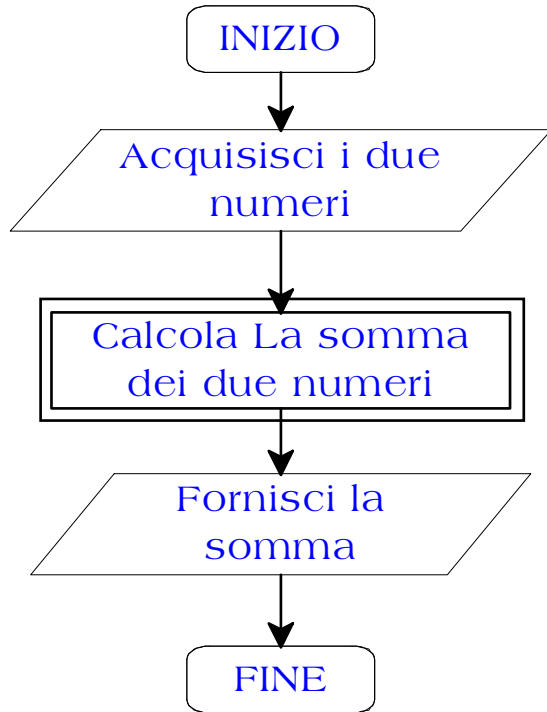 INIZIO
Acquisisci i due
numeri
Calcola La somma
dei due numeri
Fornisci la
somma
FINE